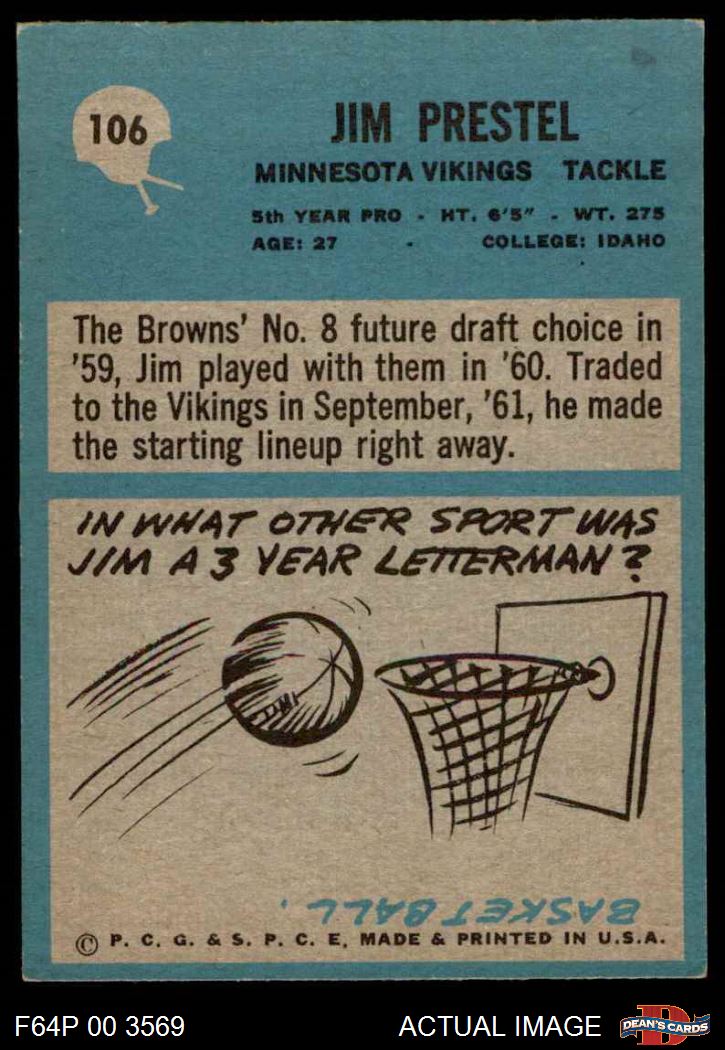 106
JIM PRESTEL
MINNESOTA VIKINGS TACKLE
5th YEAR PRO - HT. 6'5" - WT. 275
AGE: 27 - COLLEGE: IDAHO
The Browns' No. 8 future draft choice in
'59, Jim played with them in '60. Traded
to the Vikings in September, '61, he made
the starting lineup right away.
IN WHAT OTHER SPORT WAS
JIM A 3 YEAR LETTERMAN?
BASKETBALL.
© P. C. G. & S. P. C. E. MADE & PRINTED IN U.S.A.
F64P 00 3569
ACTUAL IMAGE
D
DEAN'S CARDS